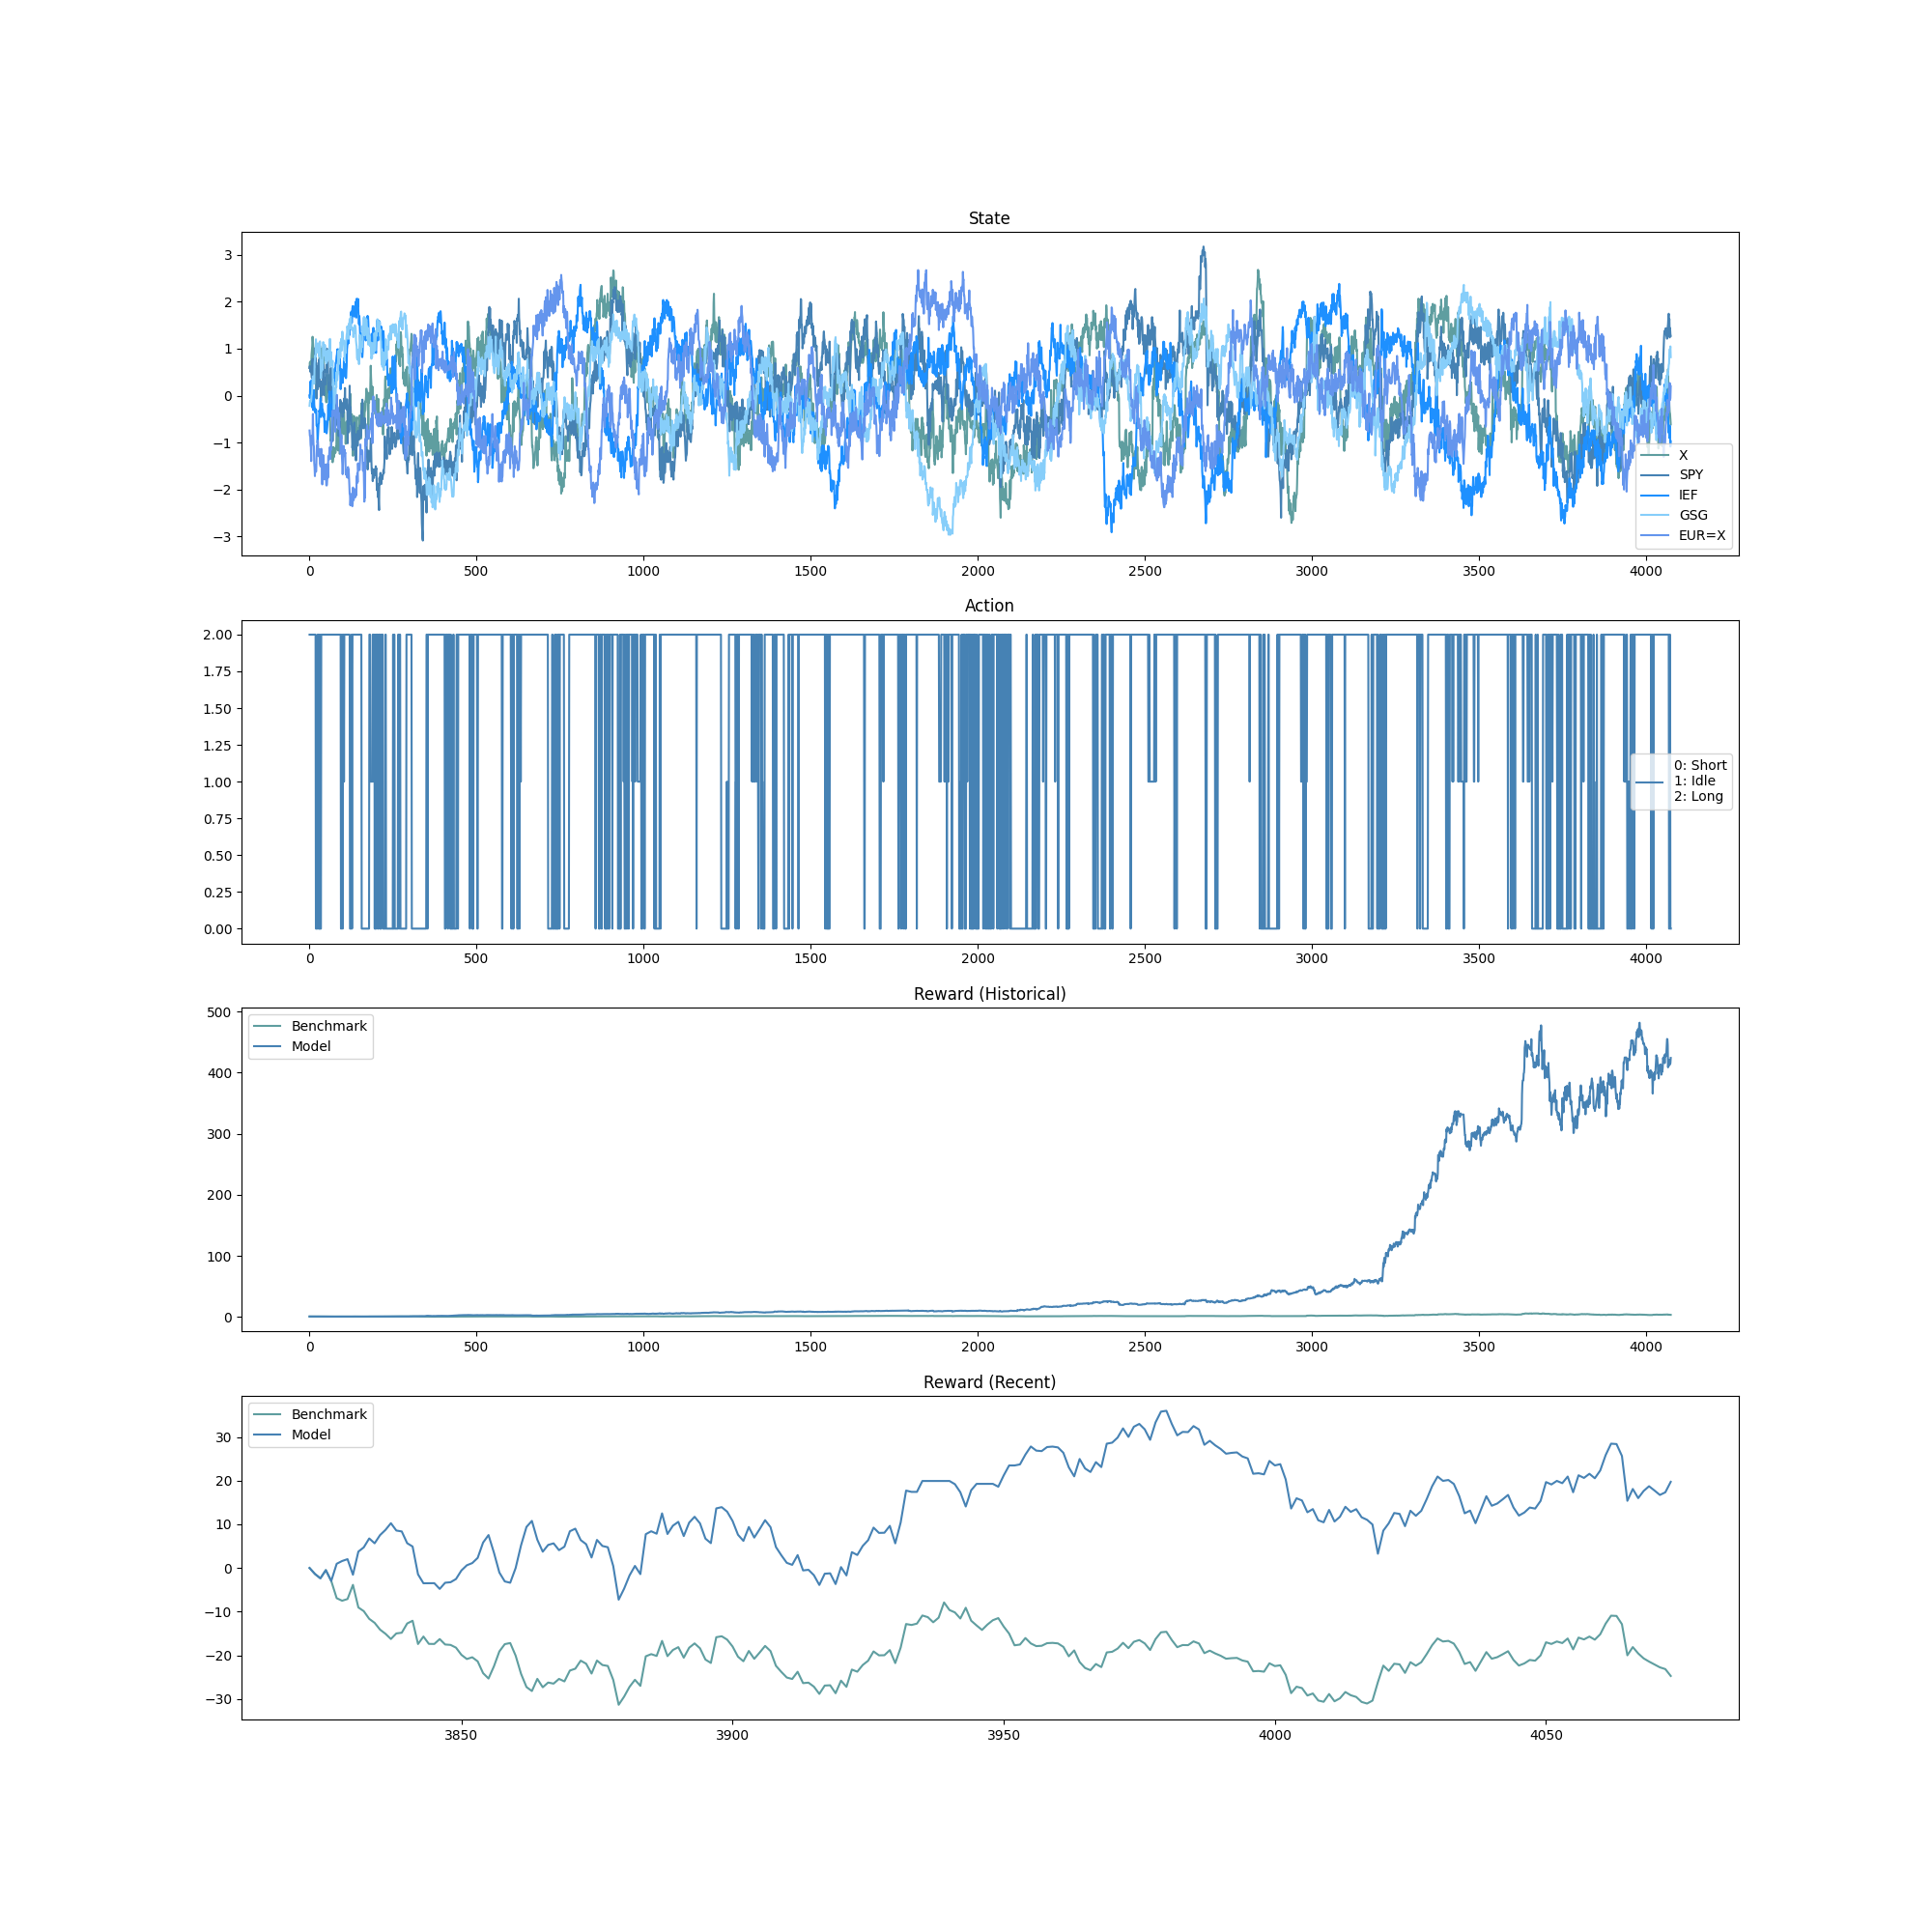 State
3
2
1
0
−1
−2
−3
X
SPY
IEF
GSG
EUR=X
0 500 1000 1500 2000 2500 3000 3500 4000
Action
2.00
1.75
1.50
1.25
1.00
0.75
0.50
0.25
0.00
0: Short
1: Idle
2: Long
0 500 1000 1500 2000 2500 3000 3500 4000
Reward (Historical)
500
400
300
200
100
0
Benchmark
Model
0 500 1000 1500 2000 2500 3000 3500 4000
Reward (Recent)
30
20
10
0
−10
−20
−30
Benchmark
Model
3850 3900 3950 4000 4050